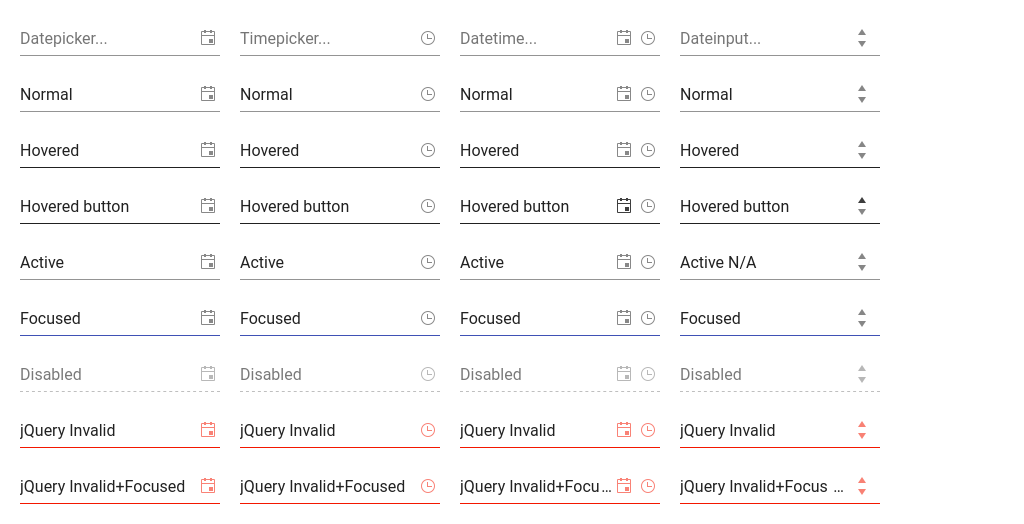 Datepicker... Timepicker... Datetime... Dateinput...
Normal Normal Normal Normal
Hovered Hovered Hovered Hovered
Hovered button Hovered button Hovered button Hovered button
Active Active Active Active N/A
Focused Focused Focused Focused
Disabled Disabled Disabled Disabled
jQuery Invalid jQuery Invalid jQuery Invalid jQuery Invalid
jQuery Invalid+Focused jQuery Invalid+Focused jQuery Invalid+Focu... jQuery Invalid+Focus ...